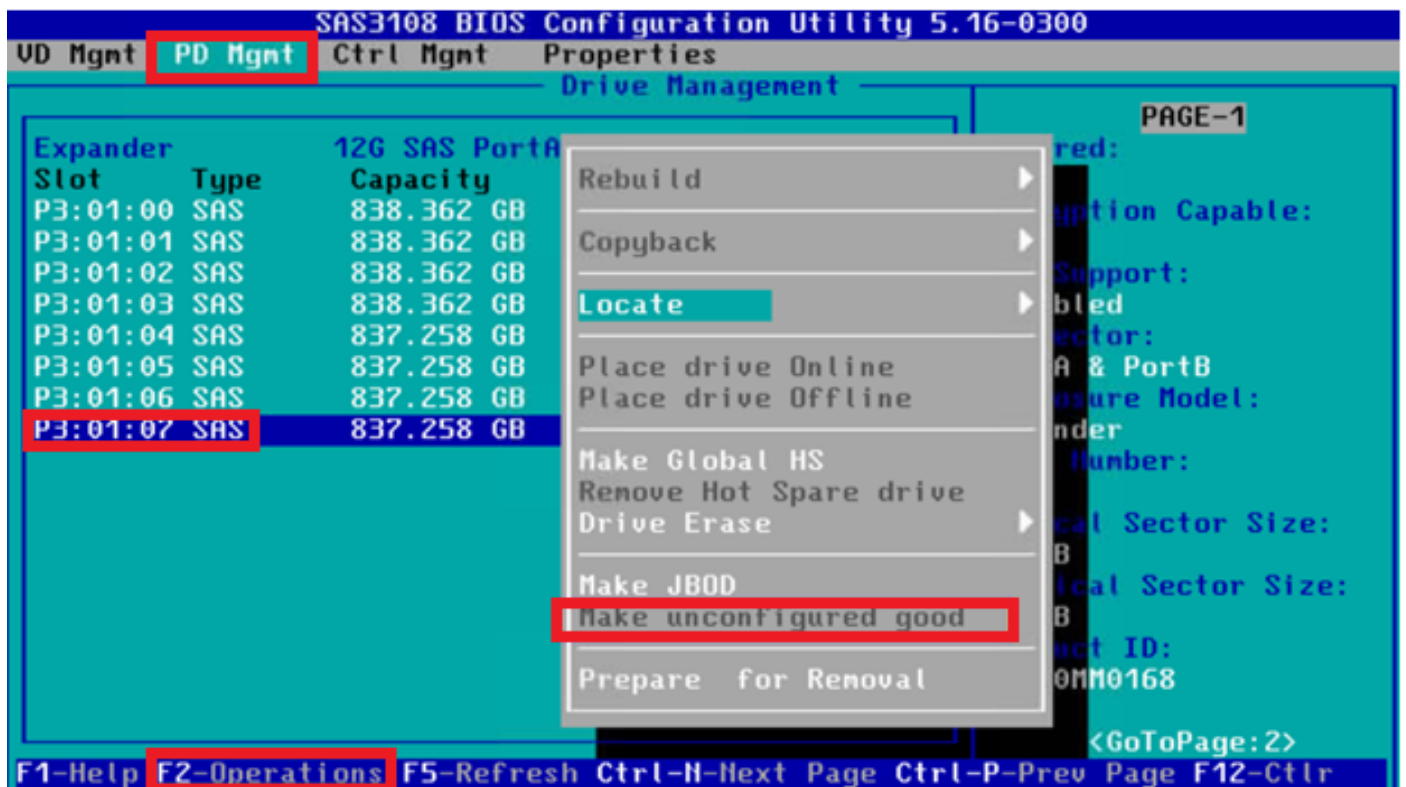 SAS3108 BIOS Configuration Utility 5.16-0300
VD Mgmt PD Mgmt Ctrl Mgmt Properties
Drive Management
Expander 12G SAS PortA
Slot Type Capacity
P3:01:00 SAS 838.362 GB
P3:01:01 SAS 838.362 GB
P3:01:02 SAS 838.362 GB
P3:01:03 SAS 838.362 GB
P3:01:04 SAS 837.258 GB
P3:01:05 SAS 837.258 GB
P3:01:06 SAS 837.258 GB
P3:01:07 SAS 837.258 GB
Rebuild
Copyback
Locate
Place drive Online
Place drive Offline
Make Global HS
Remove Hot Spare drive
Drive Erase
Make JBOD
Make unconfigured good
Prepare for Removal
PAGE-1
red:
yption Capable:
Support:
bled
ector:
A & PortB
osure Model:
nder
Number:
cal Sector Size:
B
ical Sector Size:
B
uct ID:
0MM0168
<GoToPage:2>
F1-Help F2-Operations F5-Refresh Ctrl-N-Next Page Ctrl-P-Prev Page F12-Ctlr